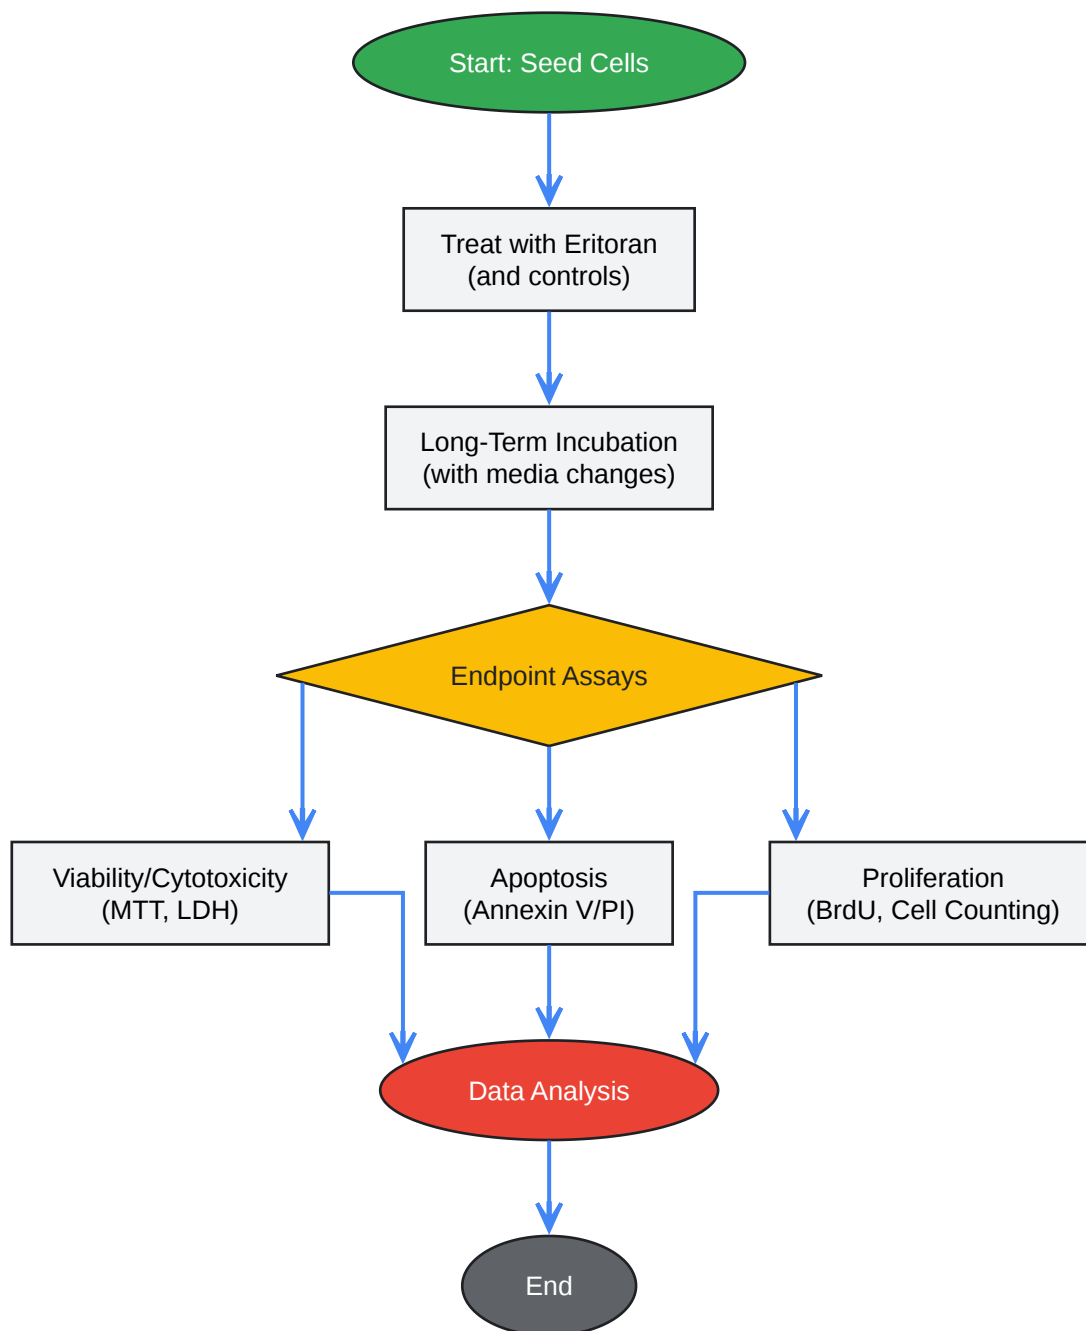 Start: Seed Cells
Treat with Eritoran
(and controls)
Long-Term Incubation
(with media changes)
Endpoint Assays
Viability/Cytotoxicity
(MTT, LDH)
Apoptosis
(Annexin V/PI)
Proliferation
(BrdU, Cell Counting)
Data Analysis
End